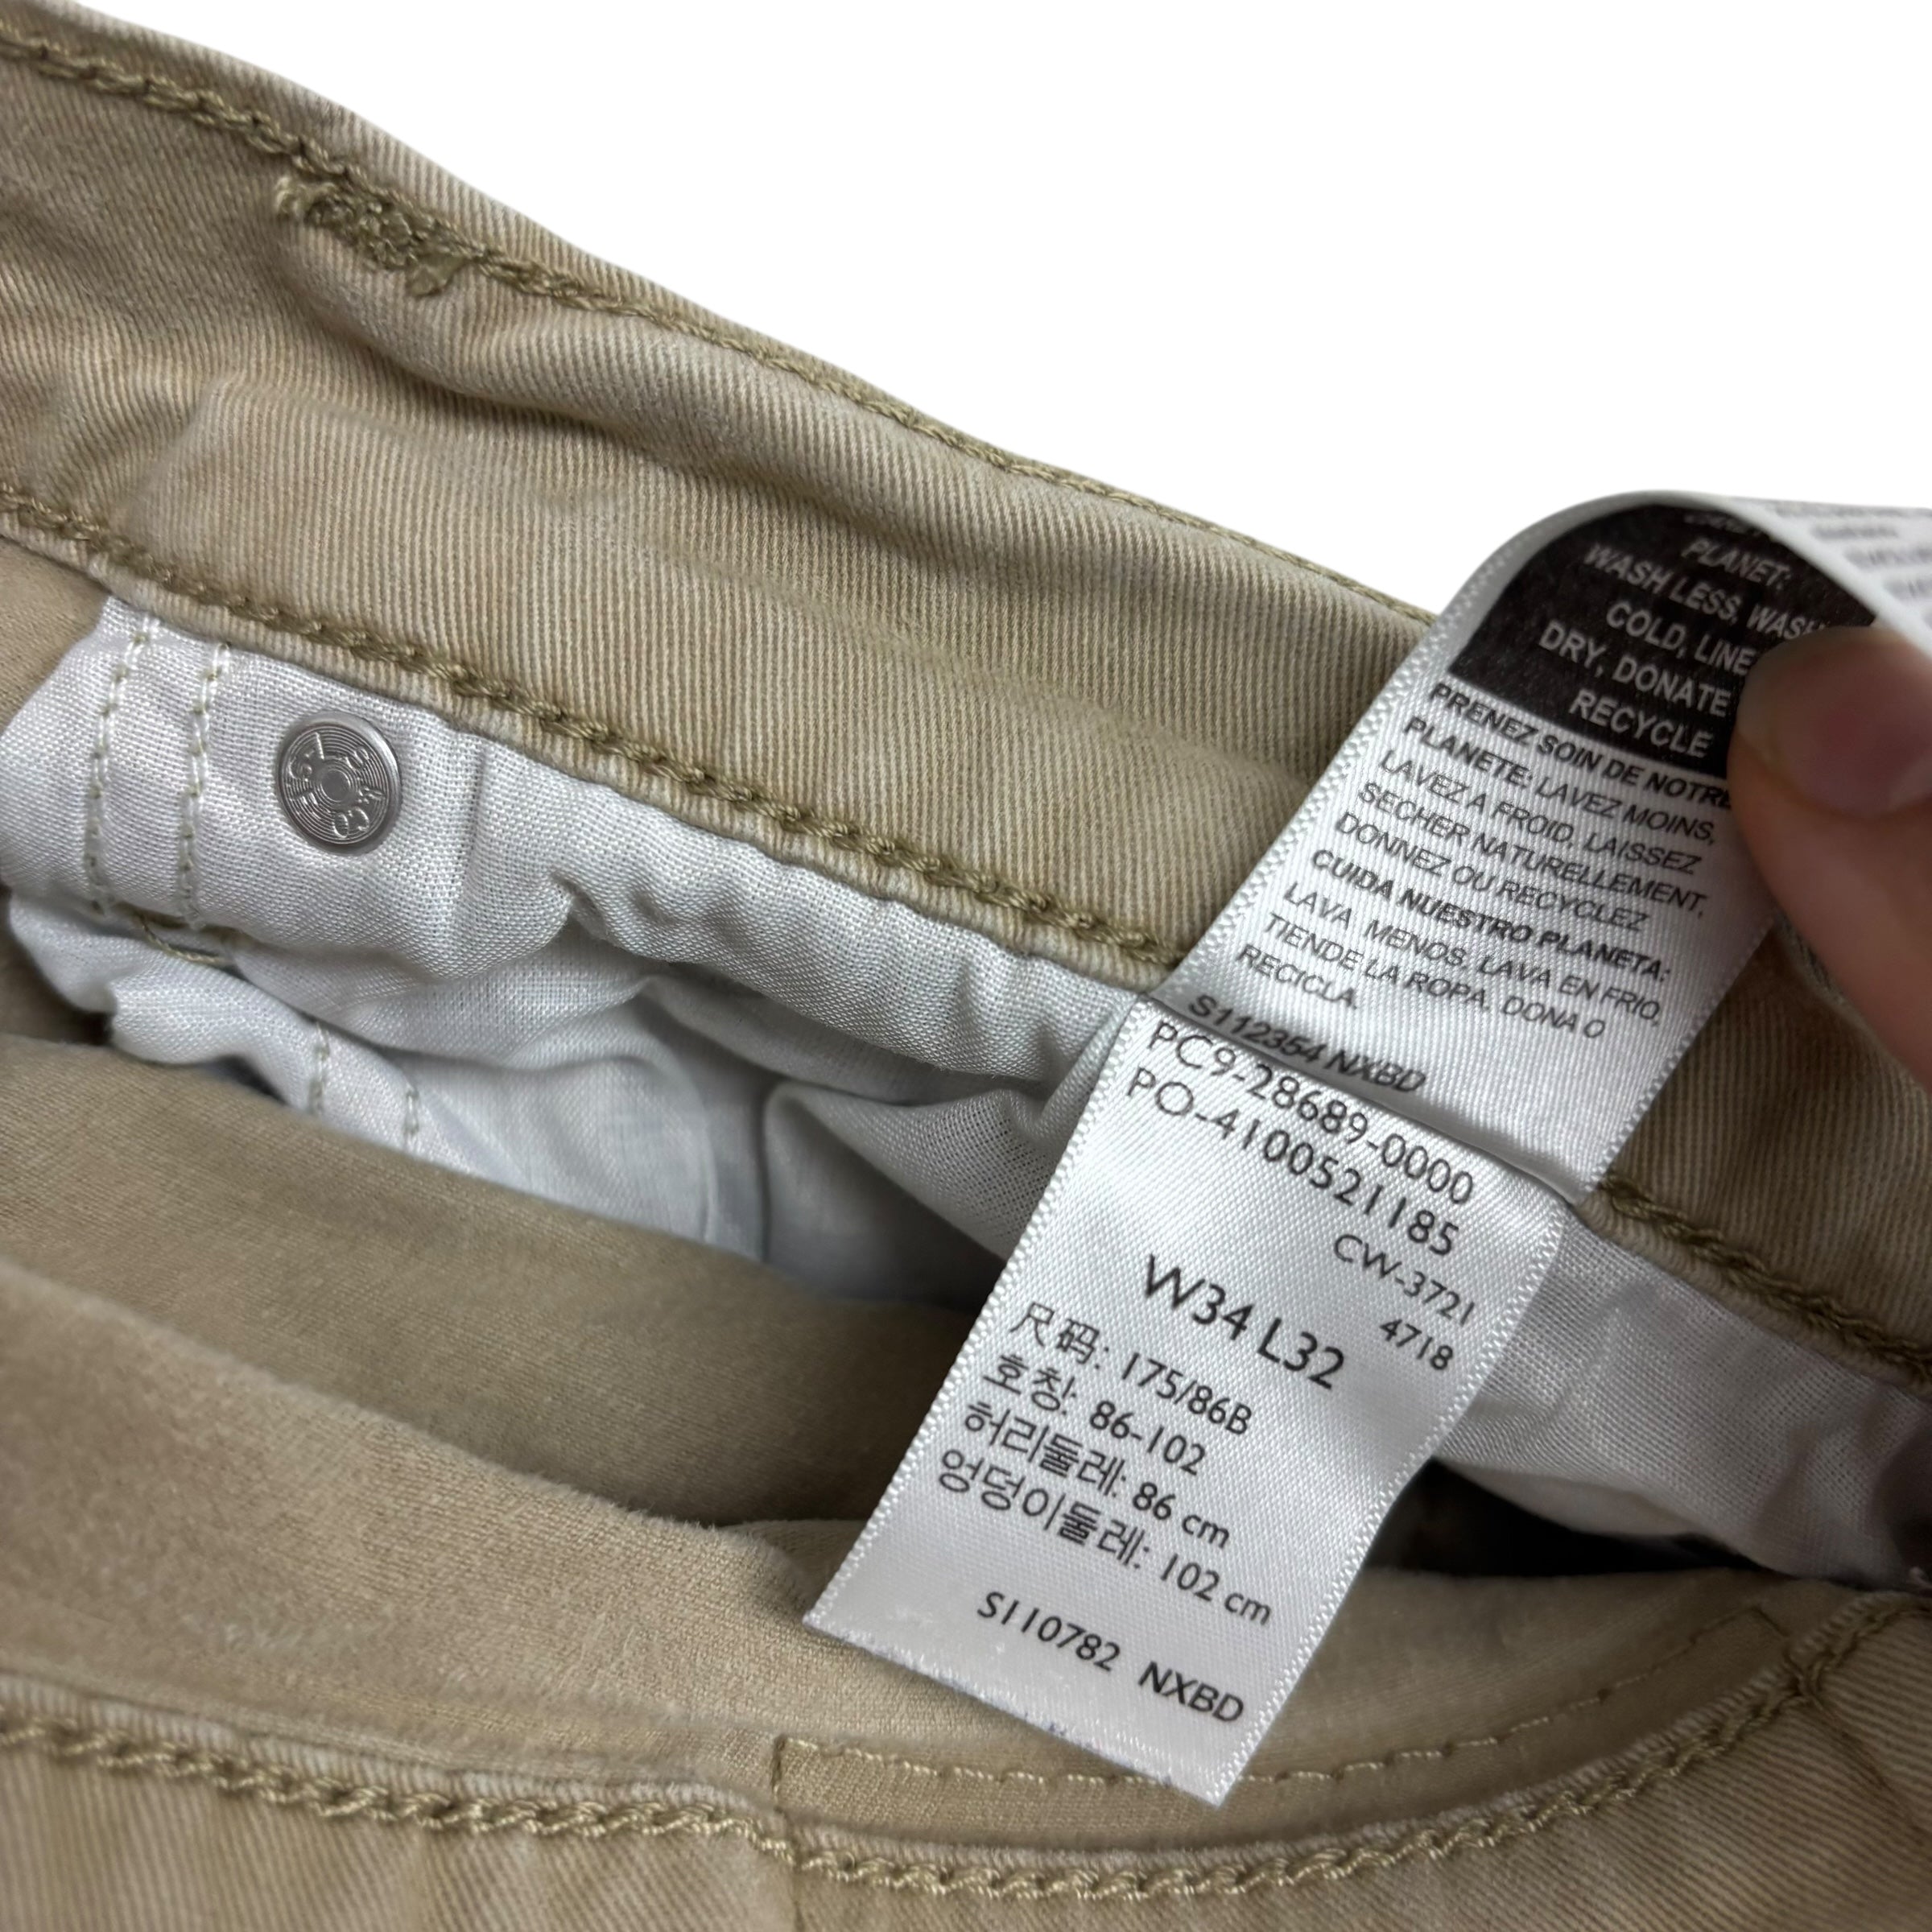 PLANET:
WASH LESS, WASH
COLD, LINE
DRY, DONATE
RECYCLE
PRENEZ SOIN DE NOTRE
PLANETE: LAVEZ MOINS,
LAVEZ A FROID, LAISSEZ
SECHER NATURELLEMENT,
DONNEZ OU RECYCLEZ
CUIDA NUESTRO PLANETA:
LAVA MENOS, LAVA EN FRIO,
TIENDE LA ROPA, DONA O
RECICLA.
S112354 NXBD
PC9-28689-0000
PO-4100521185
CW-3721
4718
W34 L32
尺码: 175/86B
호칭: 86-102
허리둘레: 86 cm
엉덩이둘레: 102 cm
S110782 NXBD